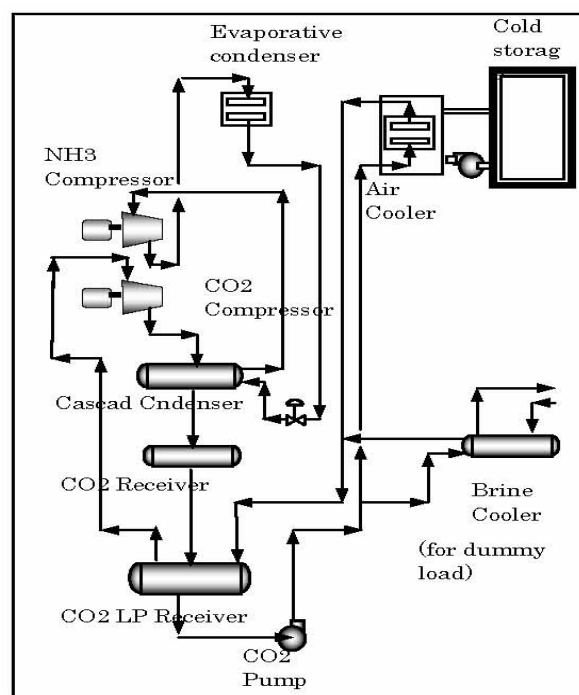 Evaporative
condenser
Cold
storag
NH3
Compressor
Air
Cooler
CO2
Compressor
Cascad Cndenser
CO2 Receiver
Brine
Cooler
(for dummy
load)
CO2 LP Receiver
CO2
Pump